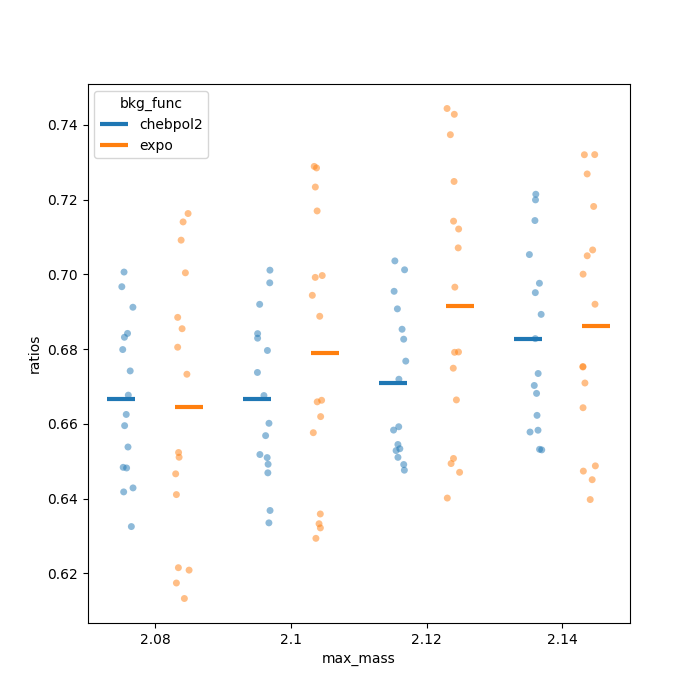 bkg_func
chebpol2
expo
0.74
0.72
0.70
0.68
0.66
0.64
0.62
ratios
2.08
2.1
2.12
2.14
max_mass